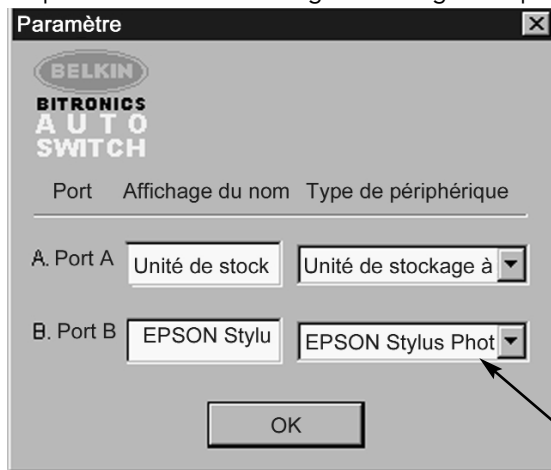 Paramètre
BELKIN
BITRONICS
AUTO
SWITCH
Port Affichage du nom Type de périphérique
A. Port A Unité de stock Unité de stockage à
B. Port B EPSON Stylu EPSON Stylus Phot
OK